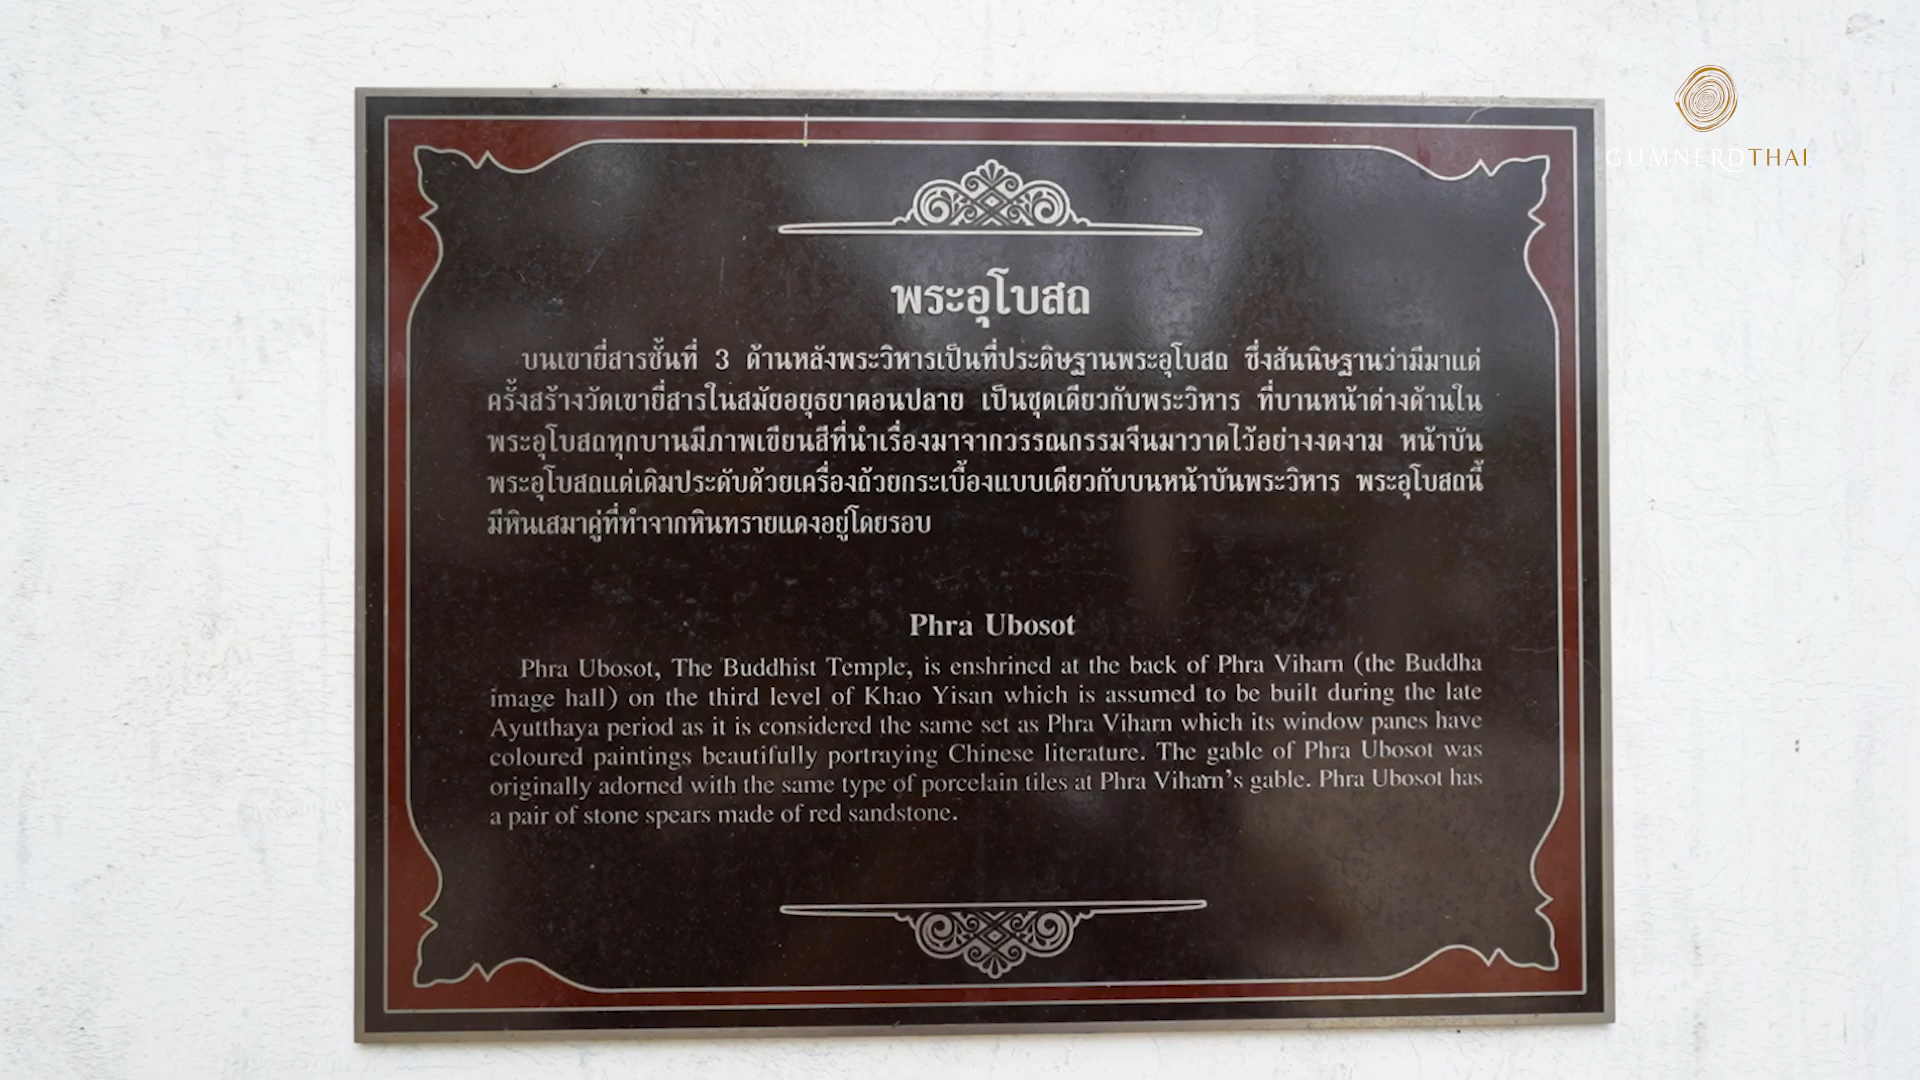 GUMNERDTHAI
พระอุโบสถ
บนเขายี่สารชั้นที่ 3 ด้านหลังพระวิหารเป็นที่ประดิษฐานพระอุโบสถ ซึ่งสันนิษฐานว่ามีมาแต่
ครั้งสร้างวัดเขายี่สารในสมัยอยุธยาตอนปลาย เป็นชุดเดียวกับพระวิหาร ที่บานหน้าต่างด้านใน
พระอุโบสถทุกบานมีภาพเขียนสีที่นำเรื่องมาจากวรรณกรรมจีนมาวาดไว้อย่างงดงาม หน้าบัน
พระอุโบสถแต่เดิมประดับด้วยเครื่องถ้วยกระเบื้องแบบเดียวกับบนหน้าบันพระวิหาร พระอุโบสถนี้
มีหินเสมาคู่ที่ทำจากหินทรายแดงอยู่โดยรอบ
Phra Ubosot
Phra Ubosot, The Buddhist Temple, is enshrined at the back of Phra Viharn (the Buddha
image hall) on the third level of Khao Yisan which is assumed to be built during the late
Ayutthaya period as it is considered the same set as Phra Viharn which its window panes have
coloured paintings beautifully portraying Chinese literature. The gable of Phra Ubosot was
originally adorned with the same type of porcelain tiles at Phra Viharn's gable. Phra Ubosot has
a pair of stone spears made of red sandstone.